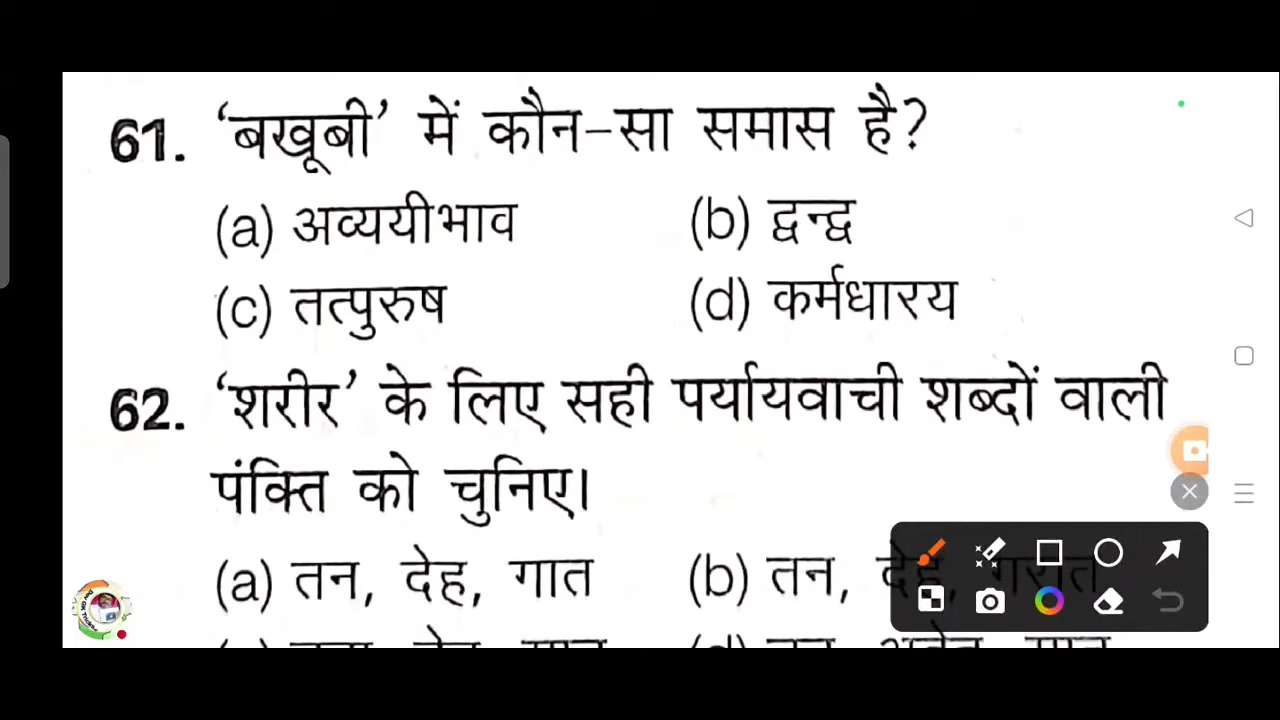 61. ‘बखूबी’ में कौन-सा समास है?
(a) अव्ययीभाव (b) द्वन्द्व
(c) तत्पुरुष (d) कर्मधारय
62. ‘शरीर’ के लिए सही पर्यायवाची शब्दों वाली
पंक्ति को चुनिए।
(a) तन, देह, गात (b) तन, देह,